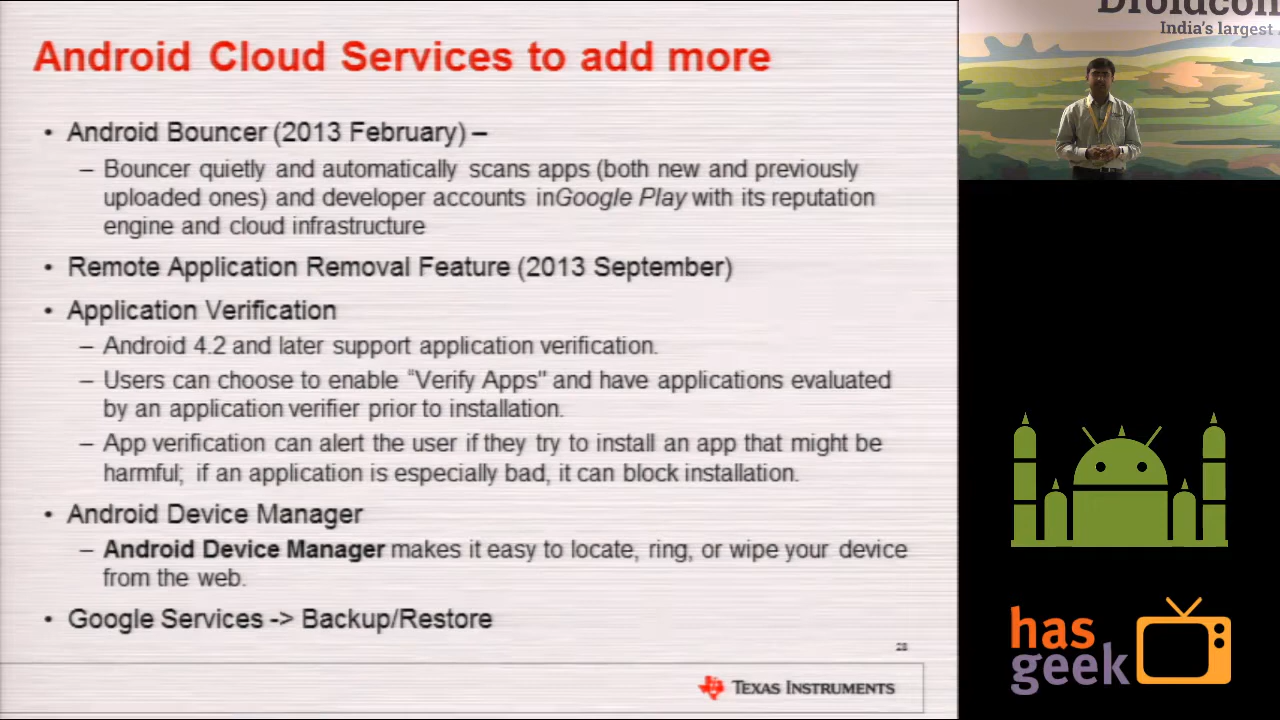 Android Cloud Services to add more
• Android Bouncer (2013 February) –
– Bouncer quietly and automatically scans apps (both new and previously
uploaded ones) and developer accounts inGoogle Play with its reputation
engine and cloud infrastructure
• Remote Application Removal Feature (2013 September)
• Application Verification
– Android 4.2 and later support application verification.
– Users can choose to enable “Verify Apps" and have applications evaluated
by an application verifier prior to installation.
– App verification can alert the user if they try to install an app that might be
harmful; if an application is especially bad, it can block installation.
• Android Device Manager
– Android Device Manager makes it easy to locate, ring, or wipe your device
from the web.
• Google Services -> Backup/Restore
28
TEXAS INSTRUMENTS
Droidcon
India's largest
has
geek